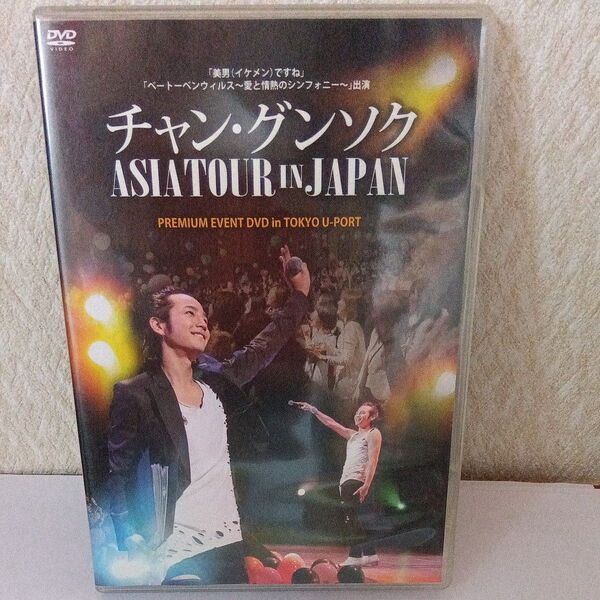 DVD
VIDEO
「美男(イケメン)ですね」
「ベートーベンウィルス〜愛と情熱のシンフォニー〜」出演
チャン・グンソク
ASIA TOUR IN JAPAN
PREMIUM EVENT DVD in TOKYO U-PORT